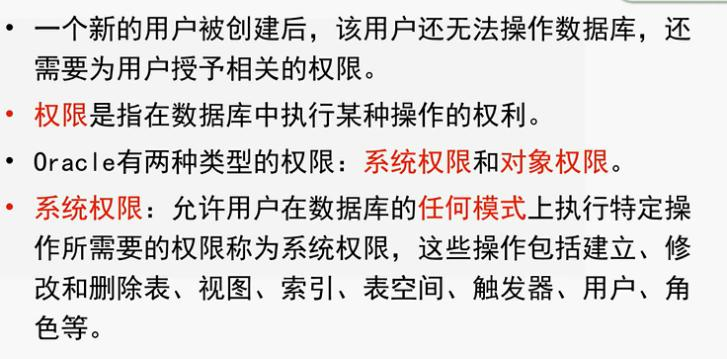 • 一个新的用户被创建后，该用户还无法操作数据库，还
需要为用户授予相关的权限。
• 权限是指在数据库中执行某种操作的权利。
• Oracle有两种类型的权限：系统权限和对象权限。
• 系统权限：允许用户在数据库的任何模式上执行特定操
作所需要的权限称为系统权限，这些操作包括建立、修
改和删除表、视图、索引、表空间、触发器、用户、角
色等。